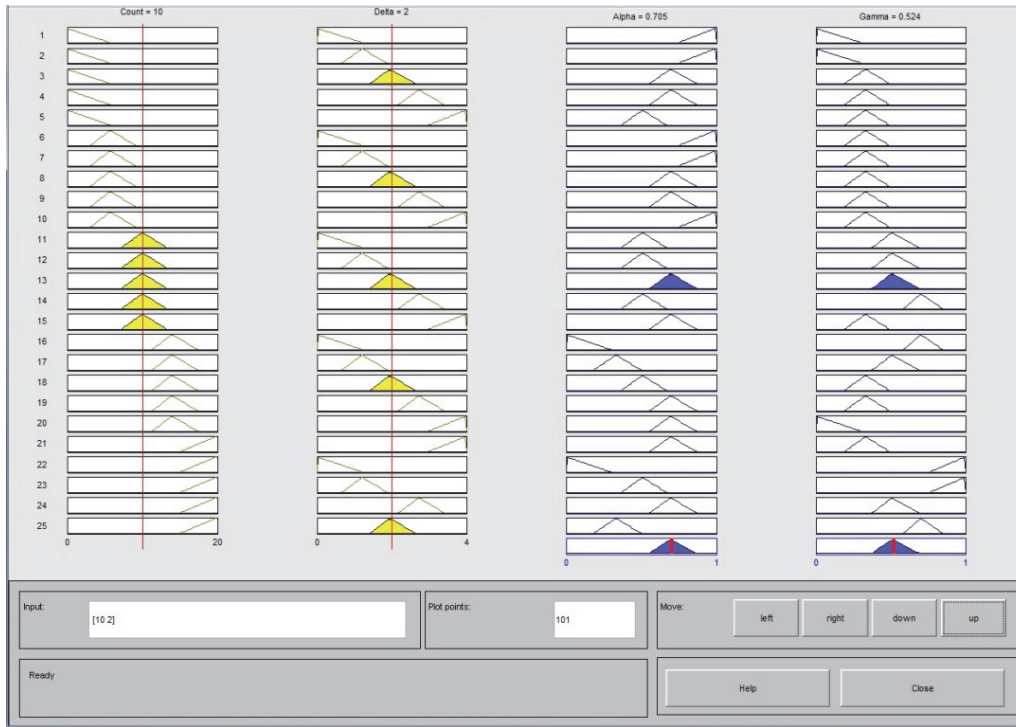 Count = 10
Delta = 2
Alpha = 0.705
Gamma = 0.524
1
2
3
4
5
6
7
8
9
10
11
12
13
14
15
16
17
18
19
20
21
22
23
24
25
0
20
0
4
0
1
0
1
Input:
[10 2]
Plot points:
101
Move:
left
right
down
up
Ready
Help
Close